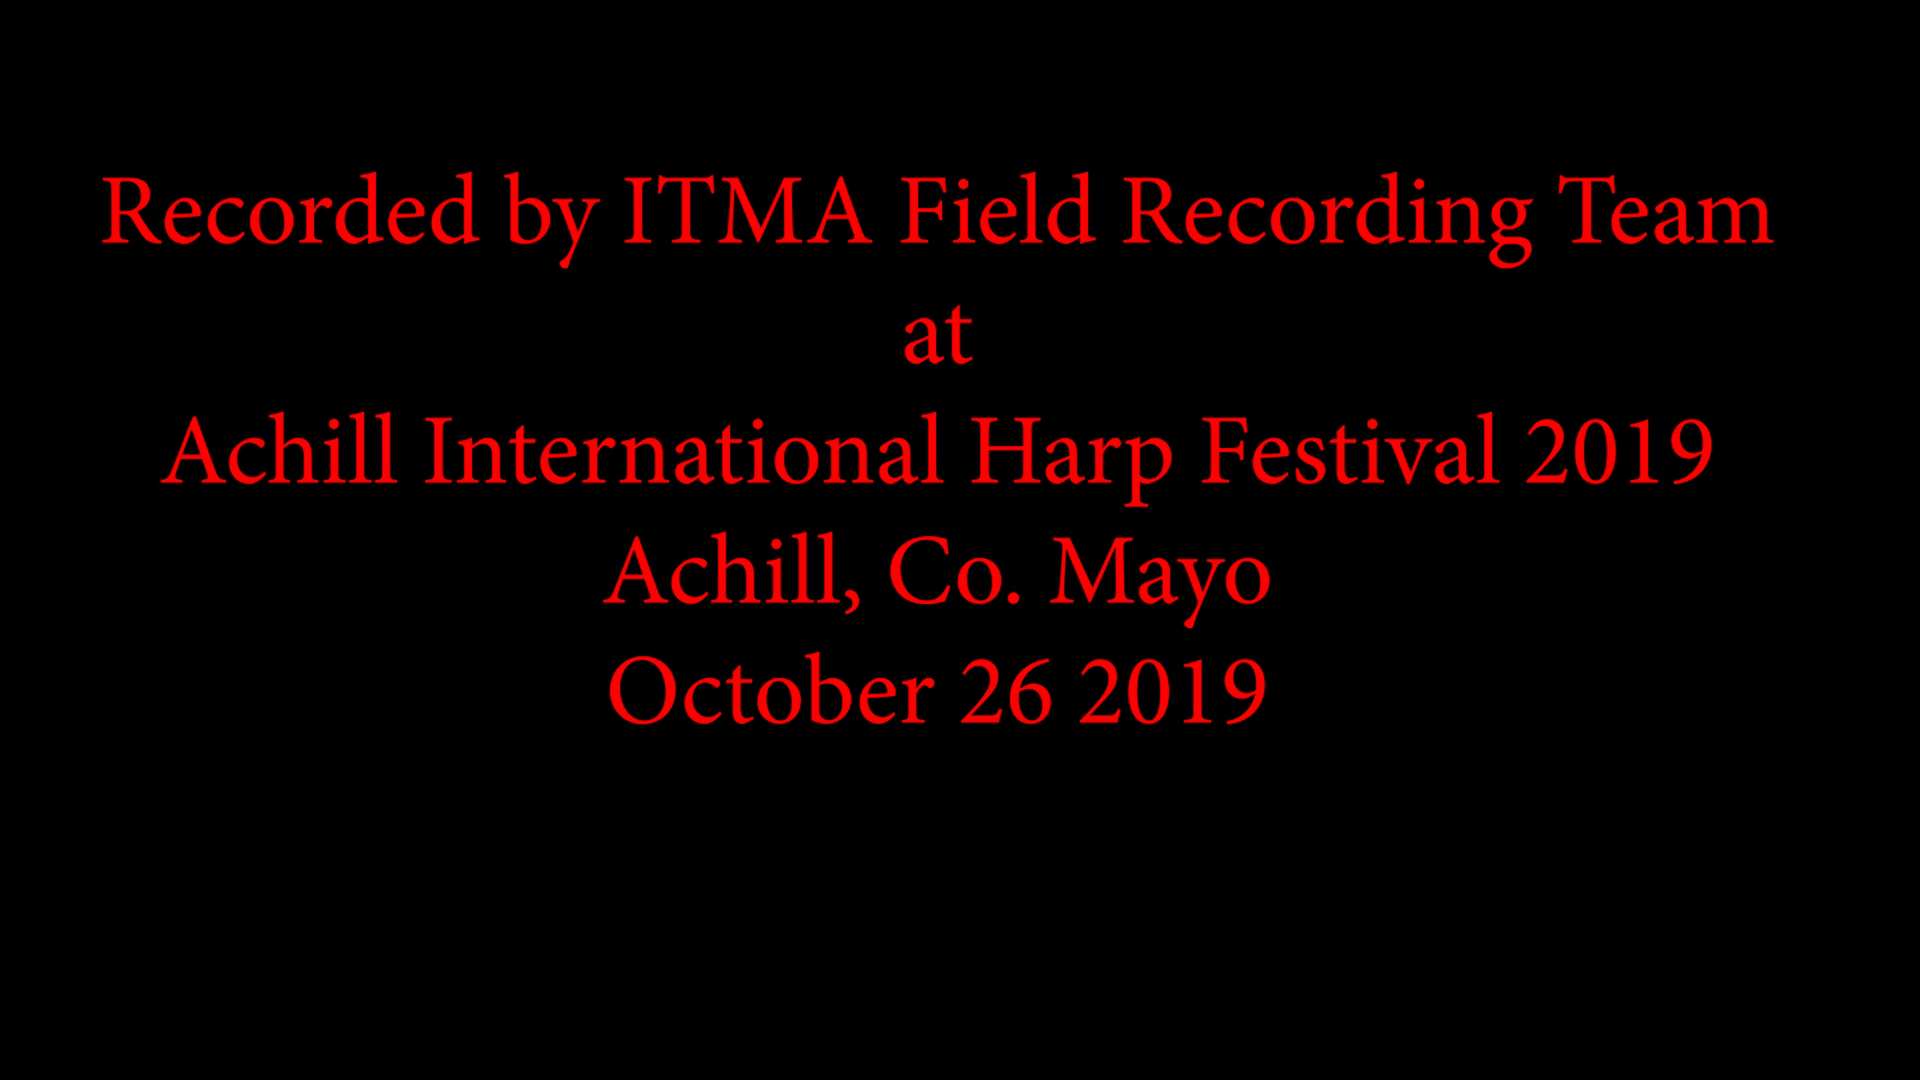 Recorded by ITMA Field Recording Team
at
Achill International Harp Festival 2019
Achill, Co. Mayo
October 26 2019